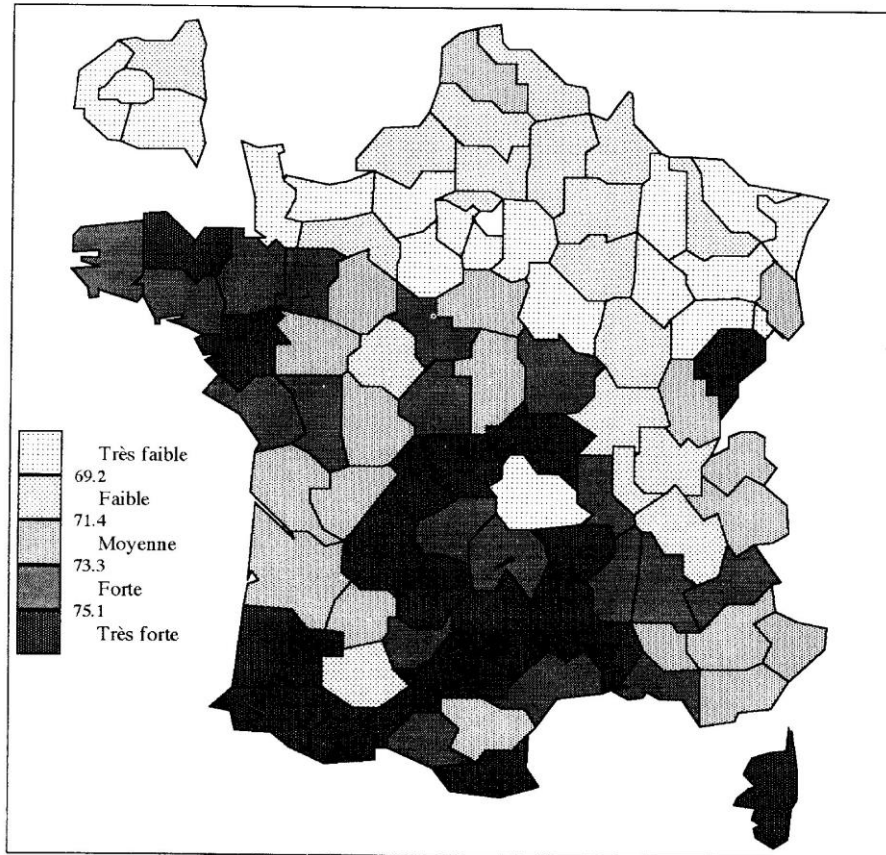 Très faible
69.2
Faible
71.4
Moyenne
73.3
Forte
75.1
Très forte